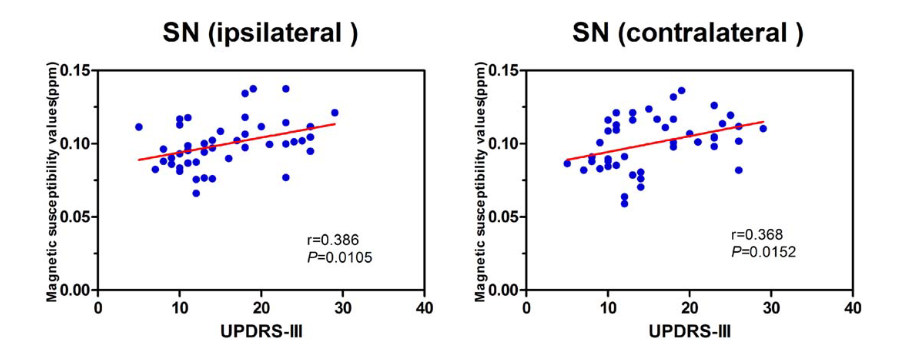 SN (ipsilateral )
Magnetic susceptibility values(ppm)
0.15
0.10
0.05
0.00
0
10
20
30
40
r=0.386
P=0.0105
UPDRS-III
SN (contralateral )
Magnetic susceptibility values(ppm)
0.15
0.10
0.05
0.00
0
10
20
30
40
r=0.368
P=0.0152
UPDRS-III